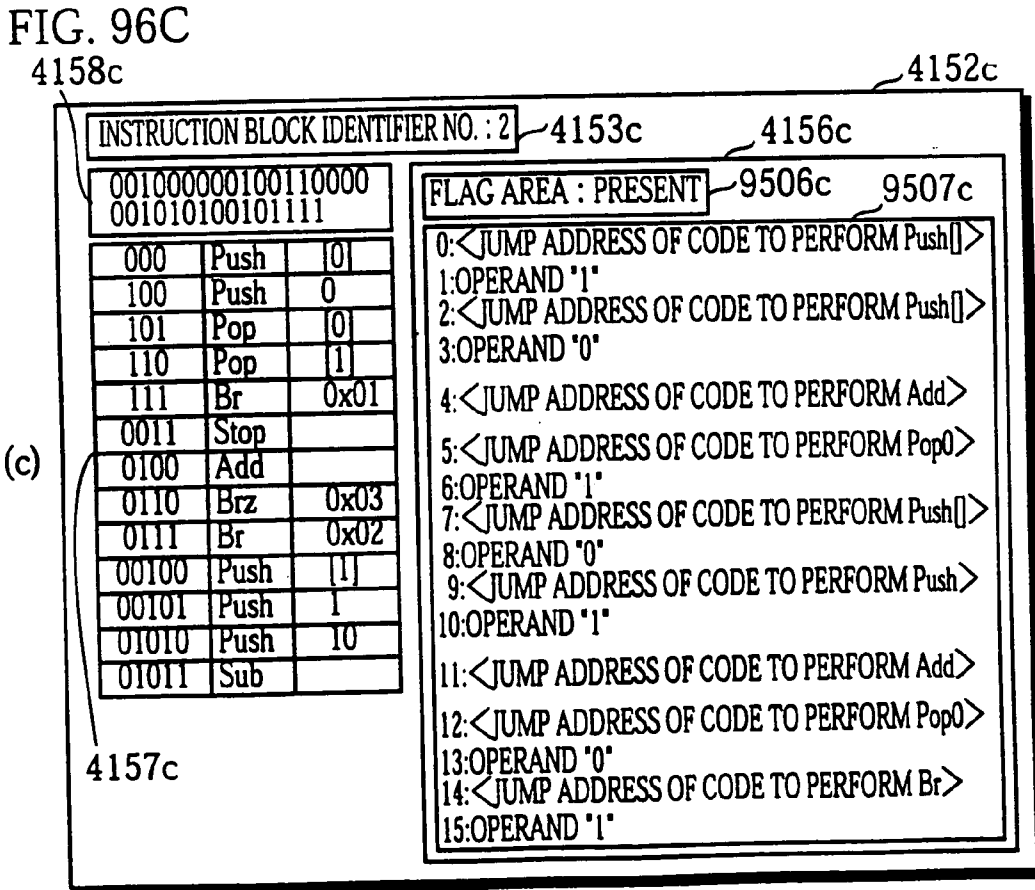 FIG. 96C
4158c
4152c
INSTRUCTION BLOCK IDENTIFIER NO. : 2
4153c
4156c
001000000100110000
001010100101111
FLAG AREA : PRESENT
9506c
9507c
000 Push [0]
100 Push 0
101 Pop [0]
110 Pop [1]
111 Br 0x01
0011 Stop
0100 Add
0110 Brz 0x03
0111 Br 0x02
00100 Push [1]
00101 Push 1
01010 Push 10
01011 Sub
(c)
4157c
0:<JUMP ADDRESS OF CODE TO PERFORM Push[]>
1:OPERAND "1"
2:<JUMP ADDRESS OF CODE TO PERFORM Push[]>
3:OPERAND "0"
4:<JUMP ADDRESS OF CODE TO PERFORM Add>
5:<JUMP ADDRESS OF CODE TO PERFORM Pop0>
6:OPERAND "1"
7:<JUMP ADDRESS OF CODE TO PERFORM Push[]>
8:OPERAND "0"
9:<JUMP ADDRESS OF CODE TO PERFORM Push>
10:OPERAND "1"
11:<JUMP ADDRESS OF CODE TO PERFORM Add>
12:<JUMP ADDRESS OF CODE TO PERFORM Pop0>
13:OPERAND "0"
14:<JUMP ADDRESS OF CODE TO PERFORM Br>
15:OPERAND "1"